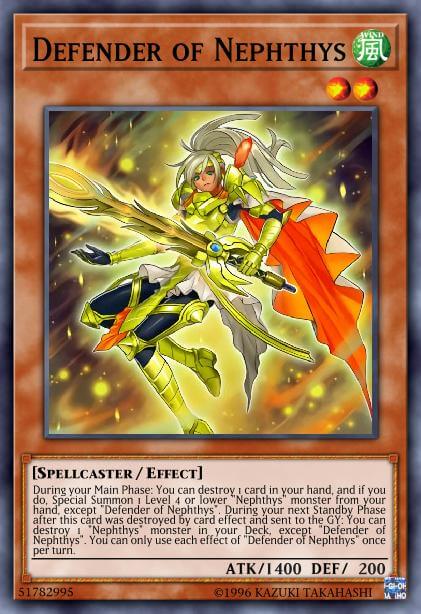 DEFENDER OF NEPHTHYS
WIND
風
[SPELLCASTER / EFFECT]
During your Main Phase: You can destroy 1 card in your hand, and if you
do, Special Summon 1 Level 4 or lower "Nephthys" monster from your
hand, except "Defender of Nephthys". During your next Standby Phase
after this card was destroyed by card effect and sent to the GY: You can
destroy 1 "Nephthys" monster in your Deck, except "Defender of
Nephthys". You can only use each effect of "Defender of Nephthys" once
per turn.
ATK/1400 DEF/ 200
51782995
©1996 KAZUKI TAKAHASHI